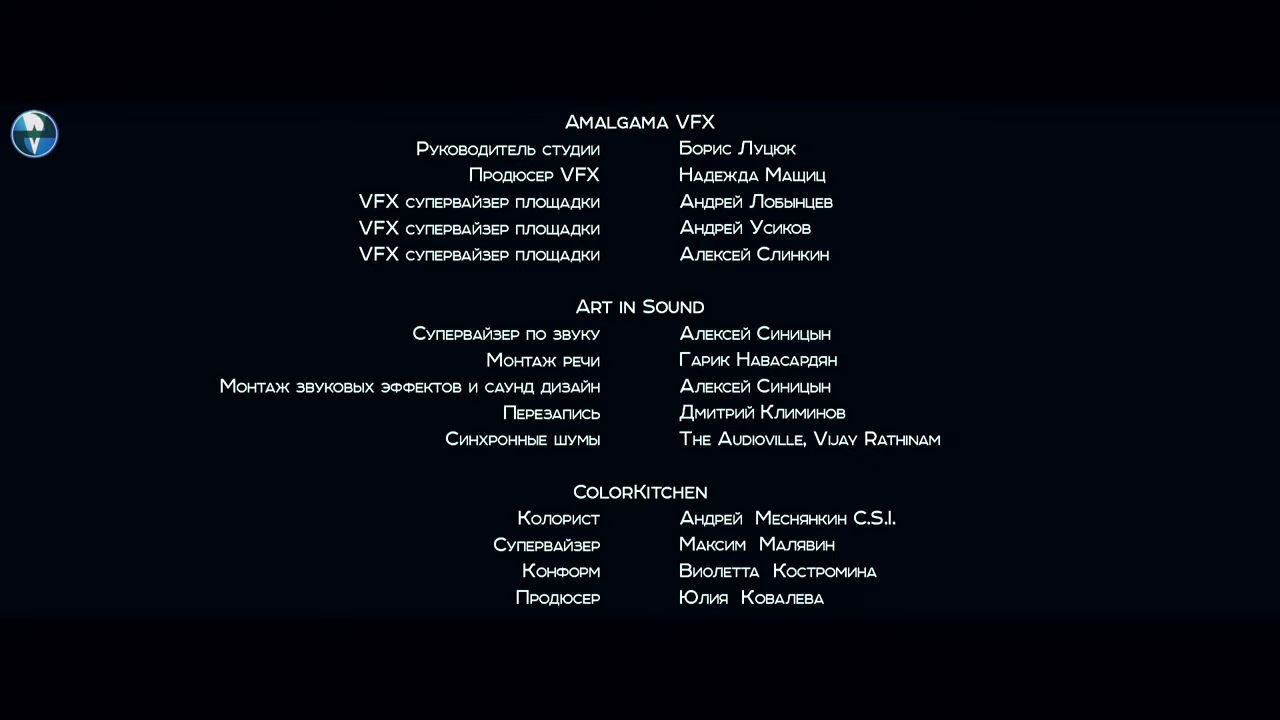 Amalgama VFX
Руководитель студии Борис Луцюк
Продюсер VFX Надежда Мащиц
VFX супервайзер площадки Андрей Лобынцев
VFX супервайзер площадки Андрей Усиков
VFX супервайзер площадки Алексей Слинкин
Art in Sound
Супервайзер по звуку Алексей Синицын
Монтаж речи Гарик Навасардян
Монтаж звуковых эффектов и саунд дизайн Алексей Синицын
Перезапись Дмитрий Климинов
Синхронные шумы The Audioville, Vijay Rathinam
ColorKitchen
Колорист Андрей Меснянкин C.S.I.
Супервайзер Максим Малявин
Конформ Виолетта Костромина
Продюсер Юлия Ковалева